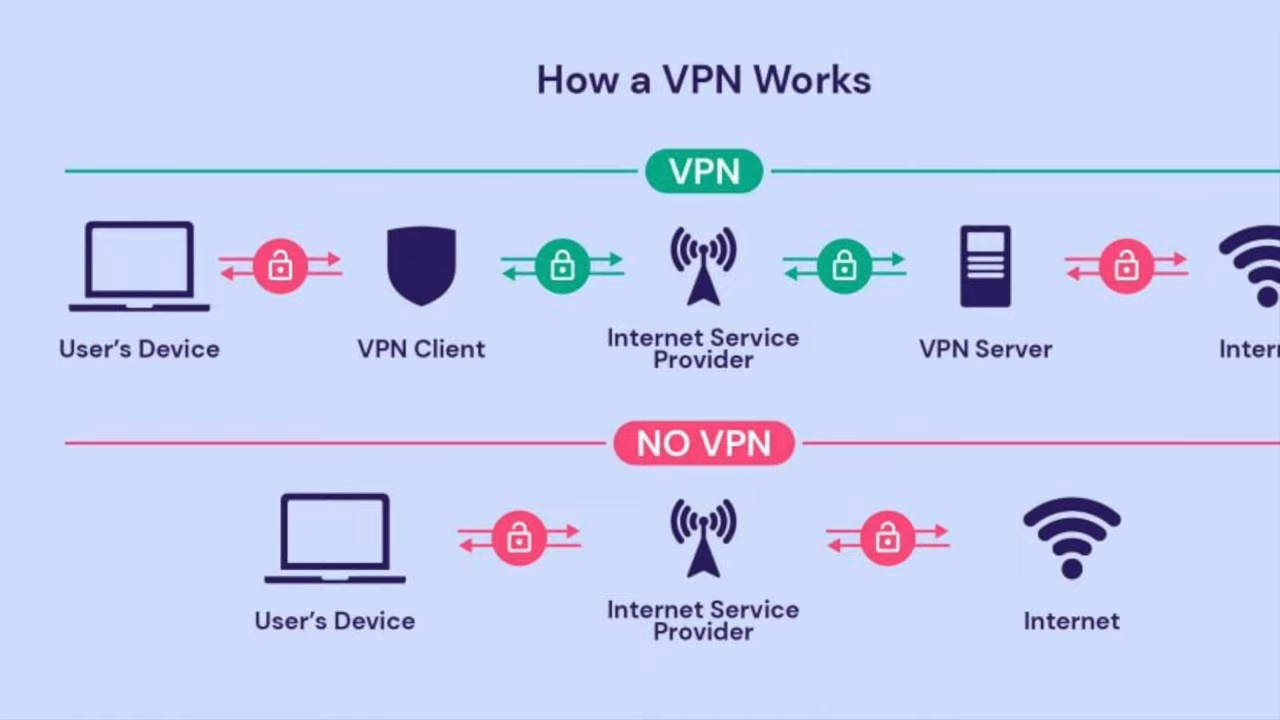 How a VPN Works
VPN
User's Device
VPN Client
Internet Service
Provider
VPN Server
Intern
NO VPN
User's Device
Internet Service
Provider
Internet